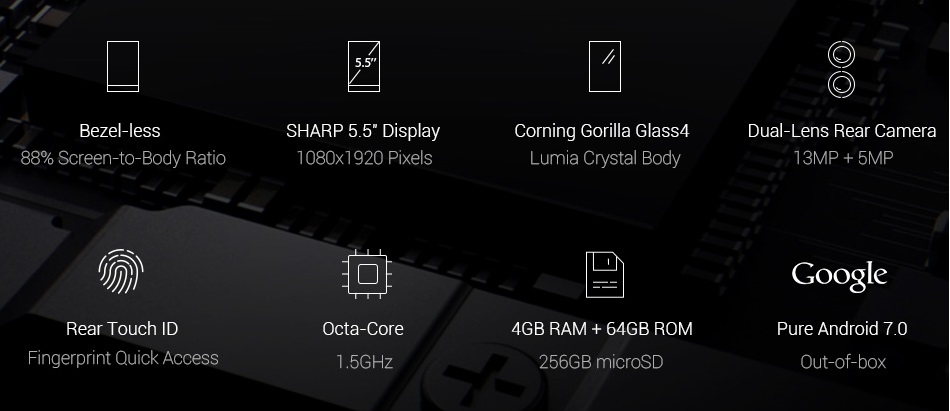 5.5"
Bezel-less
88% Screen-to-Body Ratio
SHARP 5.5" Display
1080x1920 Pixels
Corning Gorilla Glass4
Lumia Crystal Body
Dual-Lens Rear Camera
13MP + 5MP
Google
Rear Touch ID
Fingerprint Quick Access
Octa-Core
1.5GHz
4GB RAM + 64GB ROM
256GB microSD
Pure Android 7.0
Out-of-box